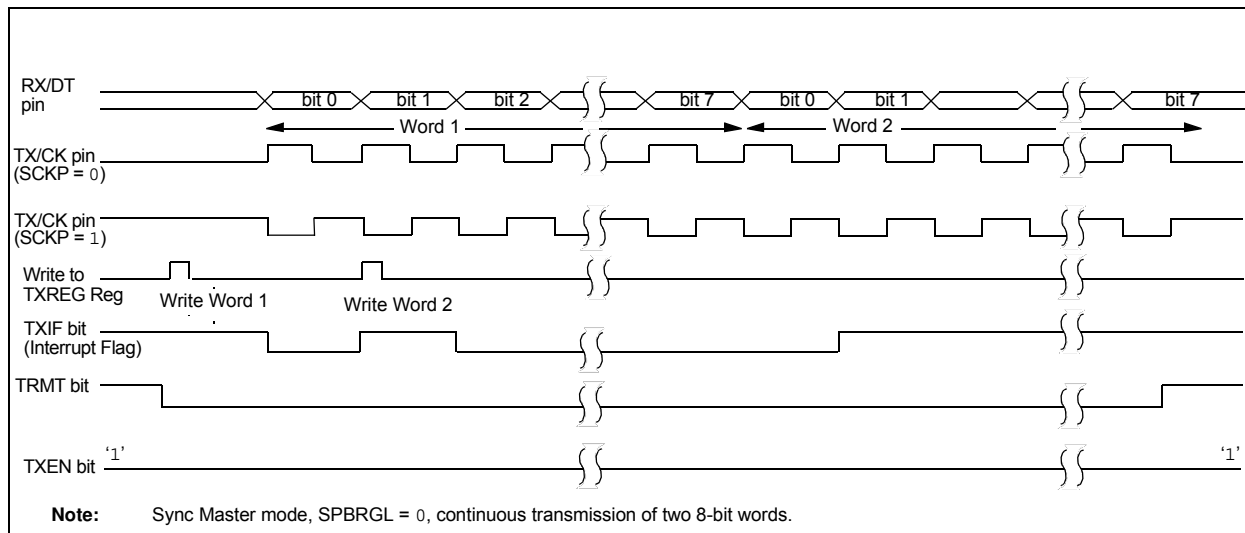 RX/DT
pin
bit 0 bit 1 bit 2 bit 7 bit 0 bit 1 bit 7
Word 1 Word 2
TX/CK pin
(SCKP = 0)
TX/CK pin
(SCKP = 1)
Write to
TXREG Reg
Write Word 1 Write Word 2
TXIF bit
(Interrupt Flag)
TRMT bit
TXEN bit ‘1’ ‘1’
Note: Sync Master mode, SPBRGL = 0, continuous transmission of two 8-bit words.